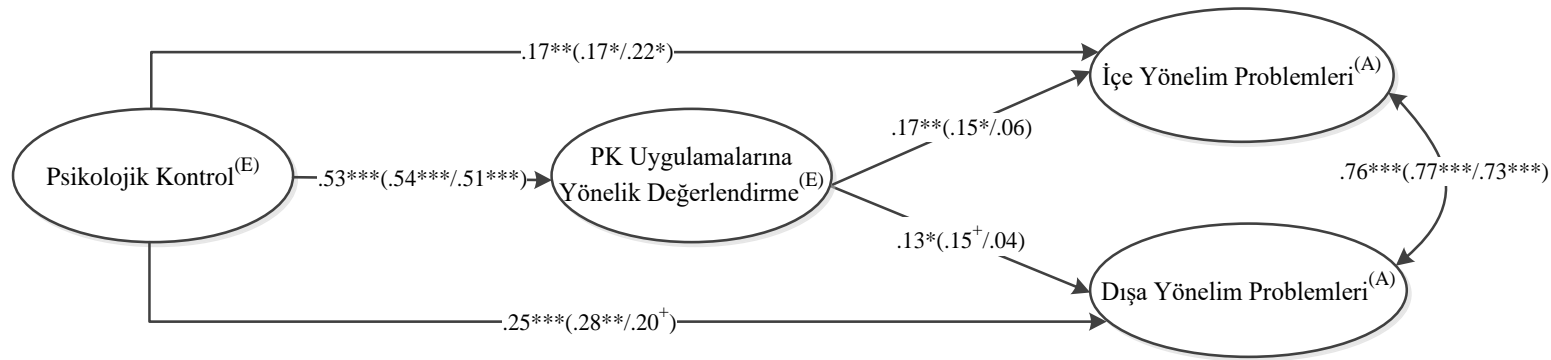 .17**(.17*/.22*)
İçe Yönelim Problemleri(A)
.17**(.15*/.06)
Psikolojik Kontrol(E)
.53***(.54***/.51***)
PK Uygulamalarına
Yönelik Değerlendirme(E)
.76***(.77***/.73***)
.13*(.15+/.04)
Dışa Yönelim Problemleri(A)
.25***(.28**/.20+)